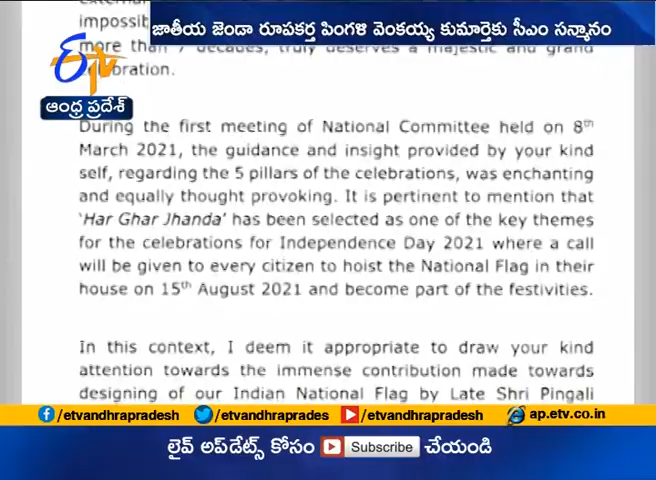 జాతీయ జెండా రూపకర్త పింగళి వెంకయ్య కుమార్తెకు సీఎం సన్మానం
more than 7 decades, truly deserves a majestic and grand
celebration.
ETV
ఆంధ్ర ప్రదేశ్
During the first meeting of National Committee held on 8th
March 2021, the guidance and insight provided by your kind
self, regarding the 5 pillars of the celebrations, was enchanting
and equally thought provoking. It is pertinent to mention that
'Har Ghar Jhanda' has been selected as one of the key themes
for the celebrations for Independence Day 2021 where a call
will be given to every citizen to hoist the National Flag in their
house on 15th August 2021 and become part of the festivities.
In this context, I deem it appropriate to draw your kind
attention towards the immense contribution made towards
designing of our Indian National Flag by Late Shri Pingali
/etvandhrapradesh /etvandhraprades /etvandhrapradesh ap.etv.co.in
లైవ్ అప్‌డేట్స్ కోసం Subscribe చేయండి